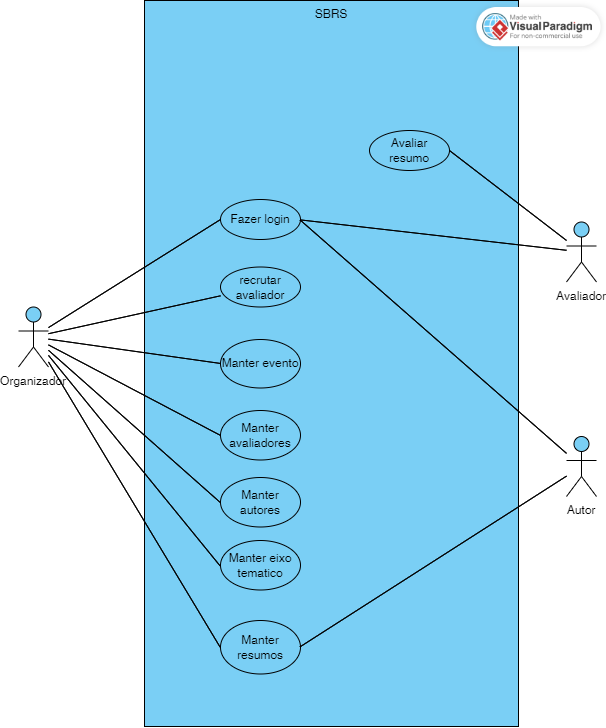 SBRS
Made with
Visual Paradigm
For non-commercial use
Avaliar
resumo
Fazer login
recrutar
avaliador
Avaliador
Manter evento
Organizador
Manter
avaliadores
Manter
autores
Autor
Manter eixo
tematico
Manter
resumos